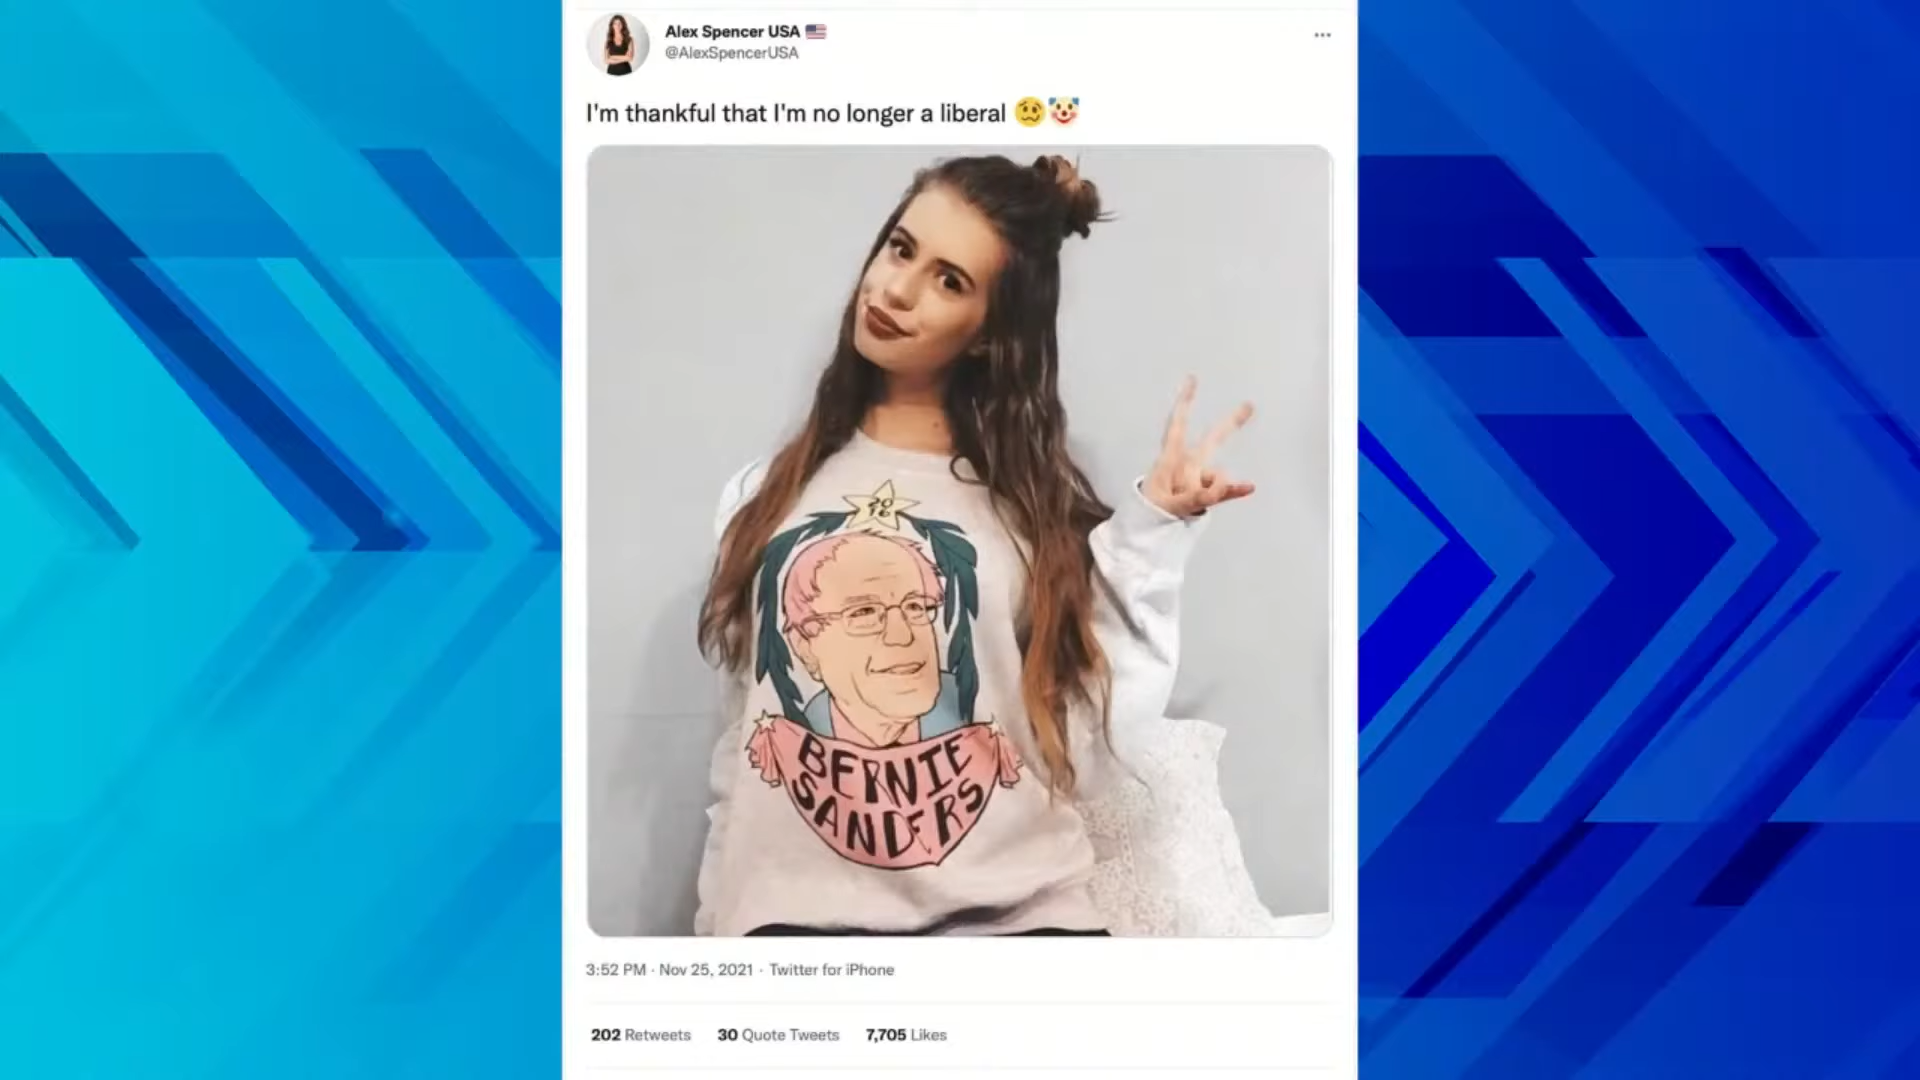 Alex Spencer USA 🇺🇸
@AlexSpencerUSA
I'm thankful that I'm no longer a liberal 🥴🤡
2016
BERNIE
SANDERS
3:52 PM · Nov 25, 2021 · Twitter for iPhone
202 Retweets 30 Quote Tweets 7,705 Likes